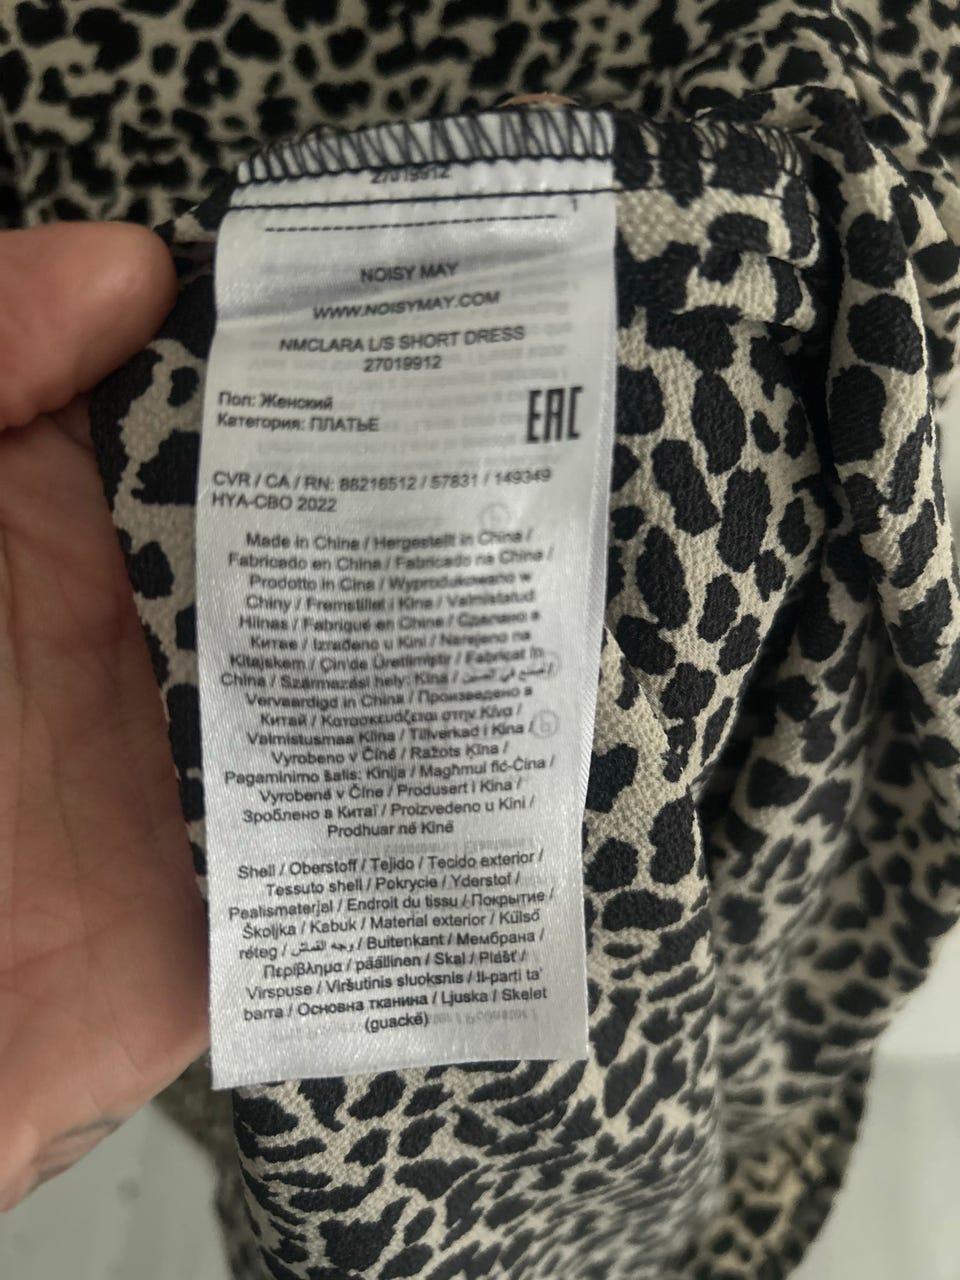 27019912
NOISY MAY
WWW.NOISYMAY.COM
NMCLARA L/S SHORT DRESS
27019912
Пол: Женский
Категория: ПЛАТЬЕ
EAC
CVR / CA / RN: 88216512 / 57831 / 149349
HYA-CBO 2022
Made in China / Hergestellt in China /
Fabricado en China / Fabricado na China /
Prodotto in Cina / Wyprodukowano w
Chiny / Fremstillet i Kina / Valmistatud
Hiinas / Fabriqué en China / Сделано в
Китае / Izrađeno u Kini / Narejeno na
Kitajskem / Çin'de Üretilmiştir / Fabricat în
China / Származási hely: Kína / صنع في الصين /
Vervaardigd in China / Произведено в
Китай / Κατασκευάζεται στην Κίνα /
Valmistusmaa Kiina / Tillverkad i Kina /
Vyrobeno v Číně / Ražots Ķīna /
Pagaminimo šalis: Kinija / Magħmul fiċ-Ċina /
Vyrobené v Číne / Produsert i Kina /
Зроблено в Китаї / Proizvedeno u Kini /
Prodhuar në Kinë
Shell / Oberstoff / Tejido / Tecido exterior /
Tessuto shell / Pokrycie / Yderstof /
Pealismaterjal / Endroit du tissu / Покрытие /
Školjka / Kabuk / Material exterior / Külső
réteg / وجه القماش / Buitenkant / Мембрана /
Περίβλημα / päällinen / Skal / Plášť /
Virspuse / Viršutinis sluoksnis / Il-parti ta'
barra / Основна тканина / Ljuska / Skelet
(guackë)